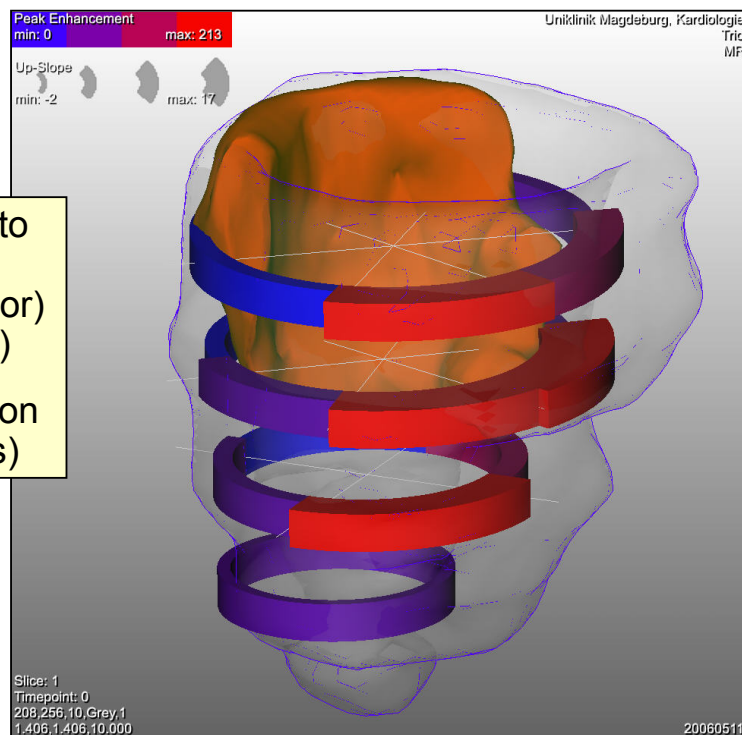 Peak Enhancement
min: 0 max: 213
Up-Slope
min: -2 max: 17
Uniklinik Magdeburg, Kardiologie
to
or)
)
on
s)
Slice: 1
Timepoint: 0
208,256,10,Grey,1
1.406,1.406,10.000
20060511